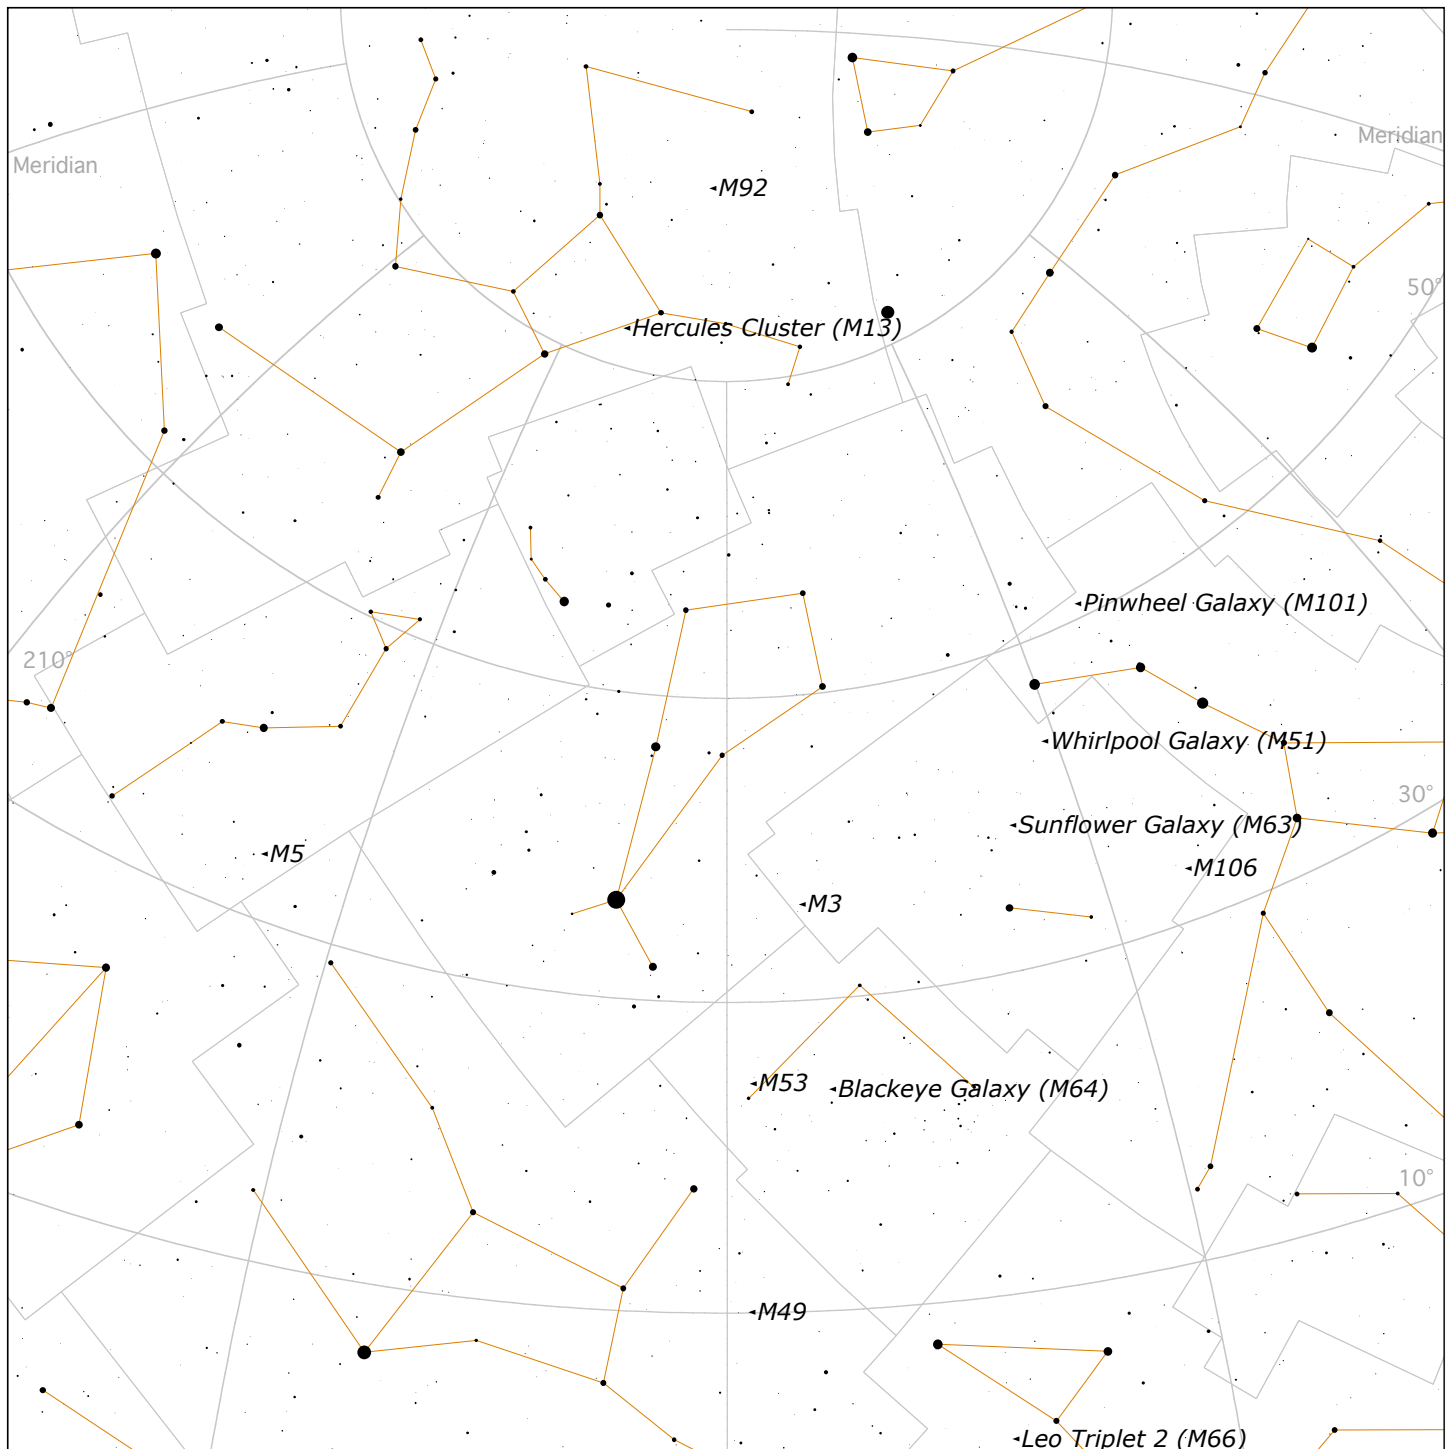 Meridian
Meridian
M92
50°
Hercules Cluster (M13)
Pinwheel Galaxy (M101)
210°
Whirlpool Galaxy (M51)
30°
Sunflower Galaxy (M63)
M5
M106
M3
M53
Blackeye Galaxy (M64)
10°
M49
Leo Triplet 2 (M66)